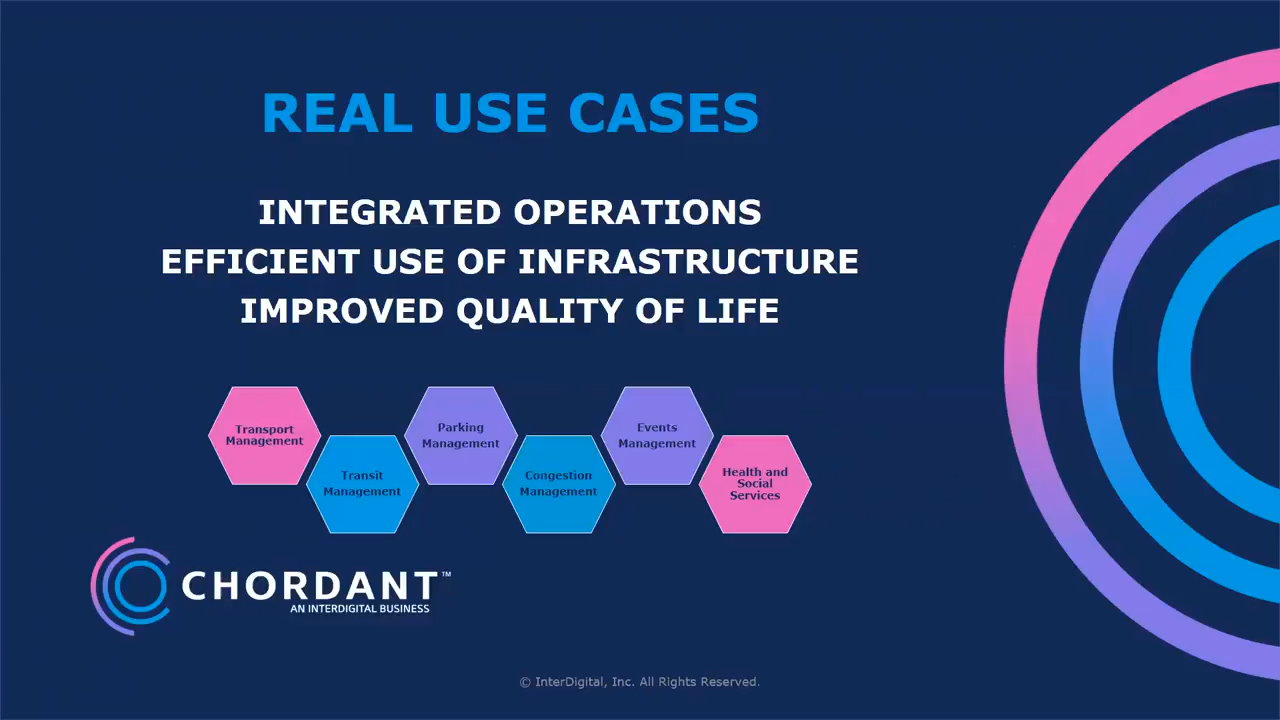 REAL USE CASES
INTEGRATED OPERATIONS
EFFICIENT USE OF INFRASTRUCTURE
IMPROVED QUALITY OF LIFE
Transport
Management
Transit
Management
Parking
Management
Congestion
Management
Events
Management
Health and
Social
Services
CHORDANT™
AN INTERDIGITAL BUSINESS
© InterDigital, Inc. All Rights Reserved.